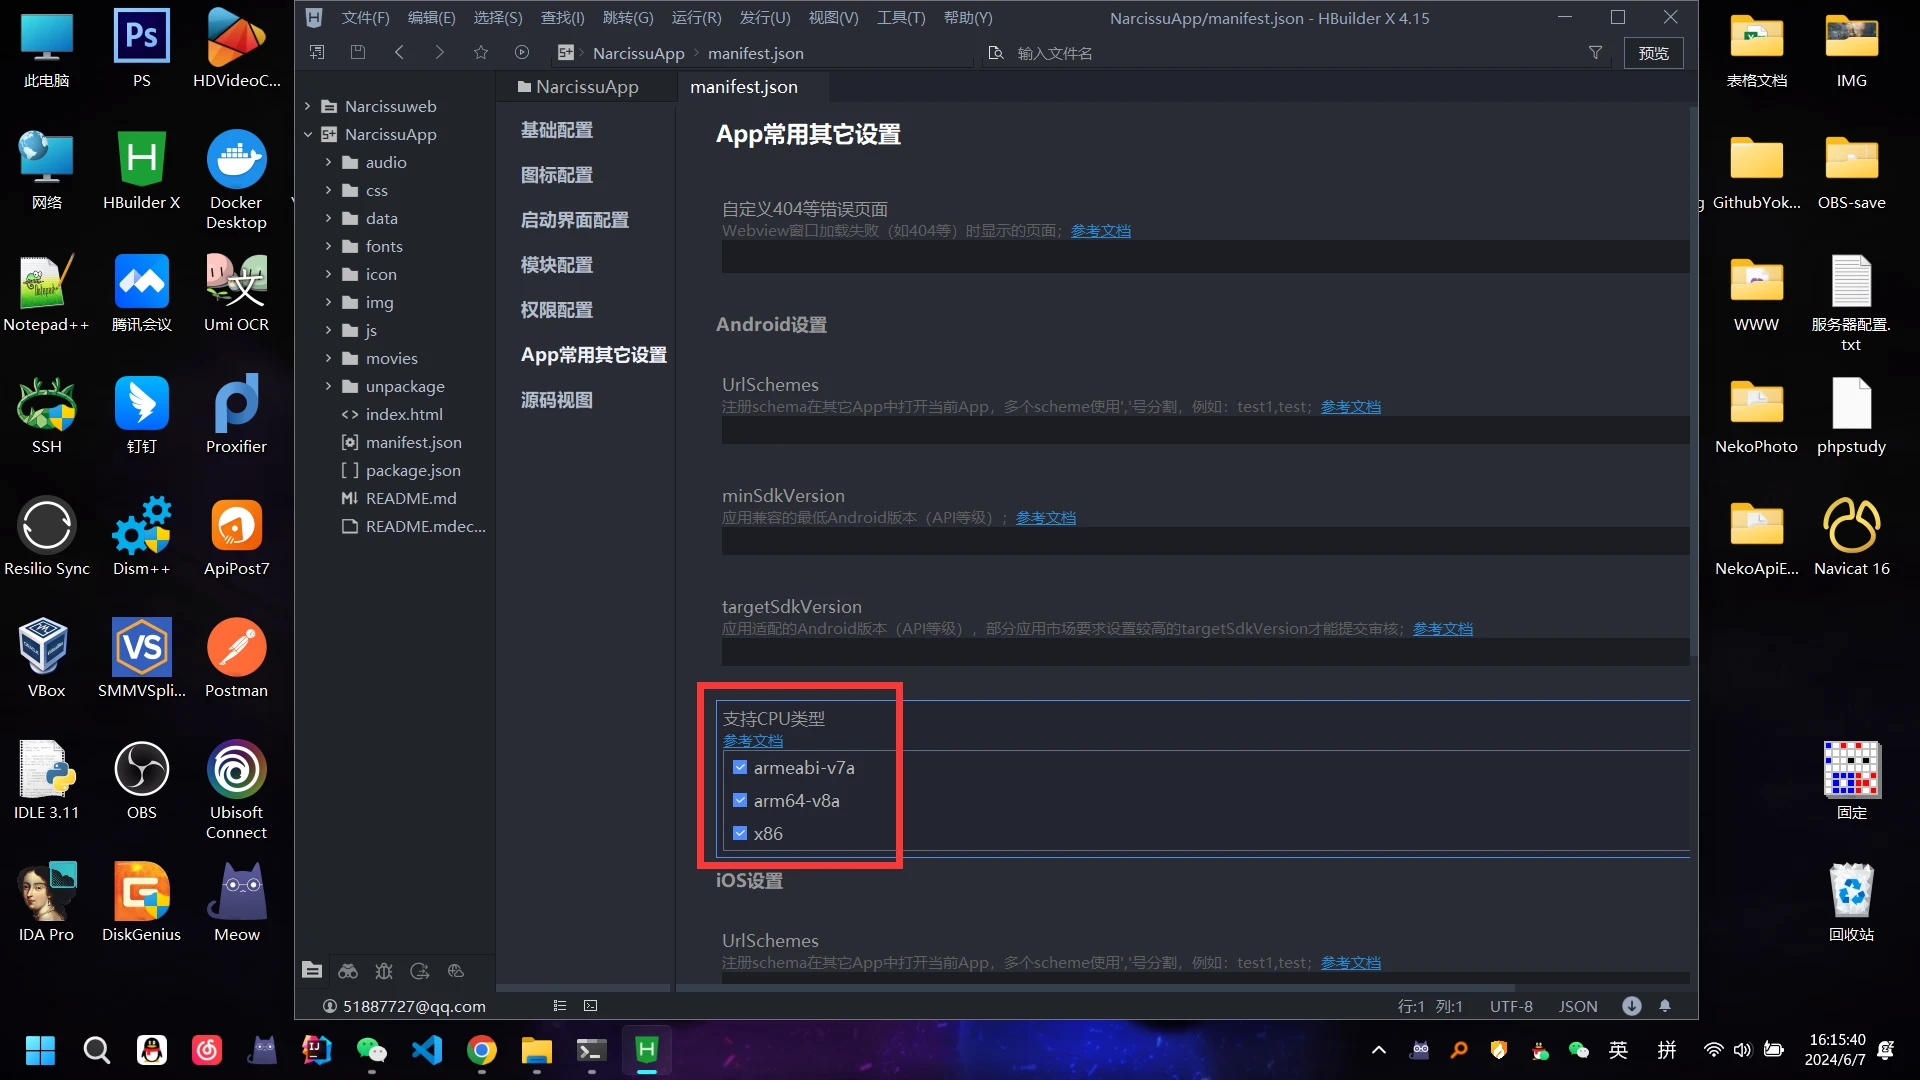 文件(F) 编辑(E) 选择(S) 查找(I) 跳转(G) 运行(R) 发行(U) 视图(V) 工具(T) 帮助(Y)
NarcissuApp/manifest.json - HBuilder X 4.15
NarcissuApp
manifest.json
输入文件名
预览
Narcissuweb
NarcissuApp
audio
css
data
fonts
icon
img
js
movies
unpackage
index.html
manifest.json
package.json
README.md
README.mdec...
NarcissuApp
manifest.json
基础配置
图标配置
启动界面配置
模块配置
权限配置
App常用其它设置
源码视图
App常用其它设置
自定义404等错误页面
Webview窗口加载失败（如404等）时显示的页面；参考文档
Android设置
UrlSchemes
注册schema在其它App中打开当前App，多个scheme使用','号分割，例如：test1,test；参考文档
minSdkVersion
应用兼容的最低Android版本（API等级）；参考文档
targetSdkVersion
应用适配的Android版本（API等级），部分应用市场要求设置较高的targetSdkVersion才能提交审核；参考文档
支持CPU类型
参考文档
armeabi-v7a
arm64-v8a
x86
iOS设置
UrlSchemes
注册schema在其它App中打开当前App，多个scheme使用','号分割，例如：test1,test；参考文档
51887727@qq.com
行:1 列:1
UTF-8
JSON
此电脑
PS
HDVideoC...
网络
HBuilder X
Docker
Desktop
Notepad++
腾讯会议
Umi OCR
SSH
钉钉
Proxifier
Resilio Sync
Dism++
ApiPost7
VBox
SMMVSpli...
Postman
IDLE 3.11
OBS
Ubisoft
Connect
IDA Pro
DiskGenius
Meow
表格文档
IMG
GithubYok...
OBS-save
WWW
服务器配置.
txt
NekoPhoto
phpstudy
NekoApiE...
Navicat 16
固定
回收站
英
拼
16:15:40
2024/6/7